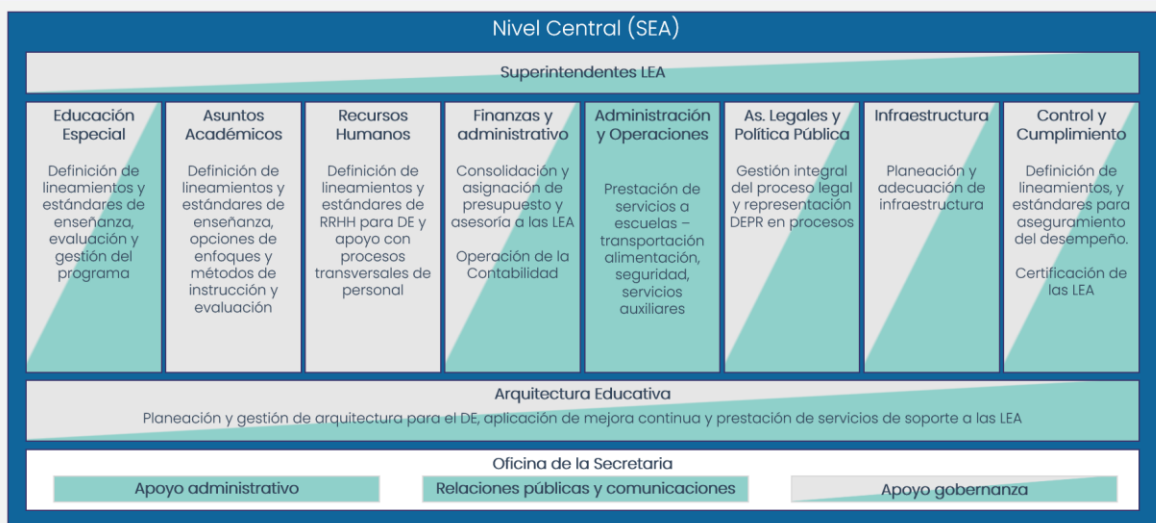 Nivel Central (SEA)
Superintendentes LEA
Educación
Especial
Definición de
lineamientos y
estándares de
enseñanza,
evaluación y
gestión del
programa
Asuntos
Académicos
Definición de
lineamientos y
estándares de
enseñanza,
opciones de
enfoques y
métodos de
instrucción y
evaluación
Recursos
Humanos
Definición de
lineamientos y
estándares de
RRHH para DE y
apoyo con
procesos
transversales de
personal
Finanzas y
administrativo
Consolidación y
asignación de
presupuesto y
asesoría a las LEA
Operación de la
Contabilidad
Administración
y Operaciones
Prestación de
servicios a
escuelas –
transportación
alimentación,
seguridad,
servicios
auxiliares
As. Legales y
Política Pública
Gestión integral
del proceso legal
y representación
DEPR en procesos
Infraestructura
Planeación y
adecuación de
infraestructura
Control y
Cumplimiento
Definición de
lineamientos, y
estándares para
aseguramiento
del desempeño.
Certificación de
las LEA
Arquitectura Educativa
Planeación y gestión de arquitectura para el DE, aplicación de mejora continua y prestación de servicios de soporte a las LEA
Oficina de la Secretaria
Apoyo administrativo
Relaciones públicas y comunicaciones
Apoyo gobernanza